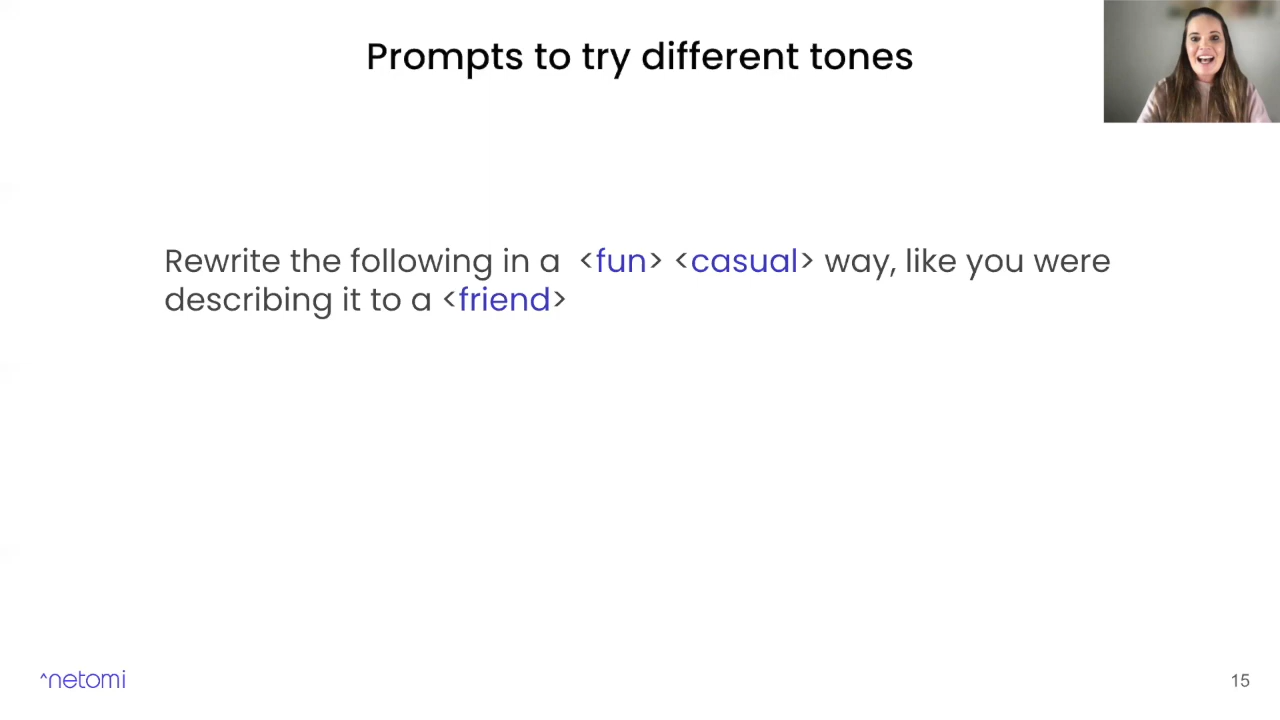 Prompts to try different tones
Rewrite the following in a <fun> <casual> way, like you were
describing it to a <friend>
^netomi
15